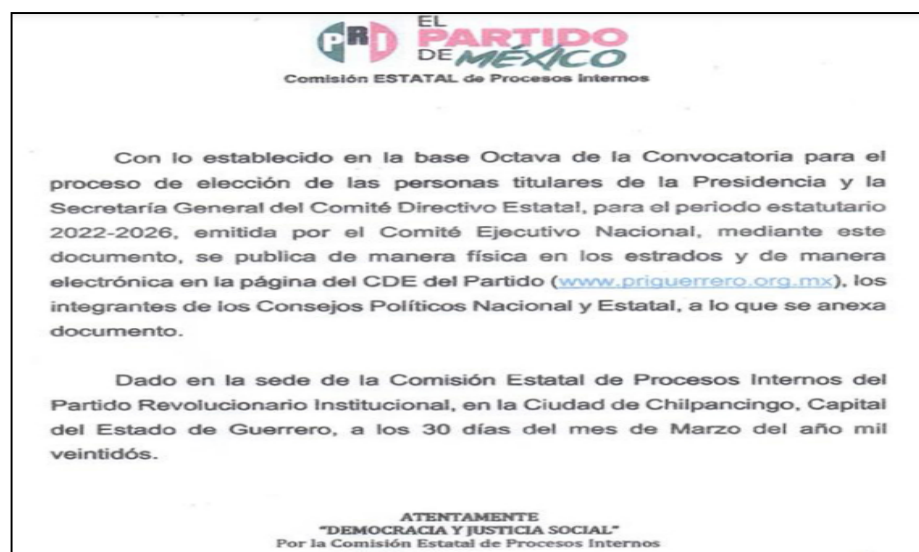 PRI
EL
PARTIDO
DE MÉXICO
Comisión ESTATAL de Procesos Internos
Con lo establecido en la base Octava de la Convocatoria para el
proceso de elección de las personas titulares de la Presidencia y la
Secretaría General del Comité Directivo Estatal, para el periodo estatutario
2022-2026, emitida por el Comité Ejecutivo Nacional, mediante este
documento, se publica de manera física en los estrados y de manera
electrónica en la página del CDE del Partido (www.priguerrero.org.mx), los
integrantes de los Consejos Políticos Nacional y Estatal, a lo que se anexa
documento.
Dado en la sede de la Comisión Estatal de Procesos Internos del
Partido Revolucionario Institucional, en la Ciudad de Chilpancingo, Capital
del Estado de Guerrero, a los 30 días del mes de Marzo del año mil
veintidós.
ATENTAMENTE
"DEMOCRACIA Y JUSTICIA SOCIAL"
Por la Comisión Estatal de Procesos Internos